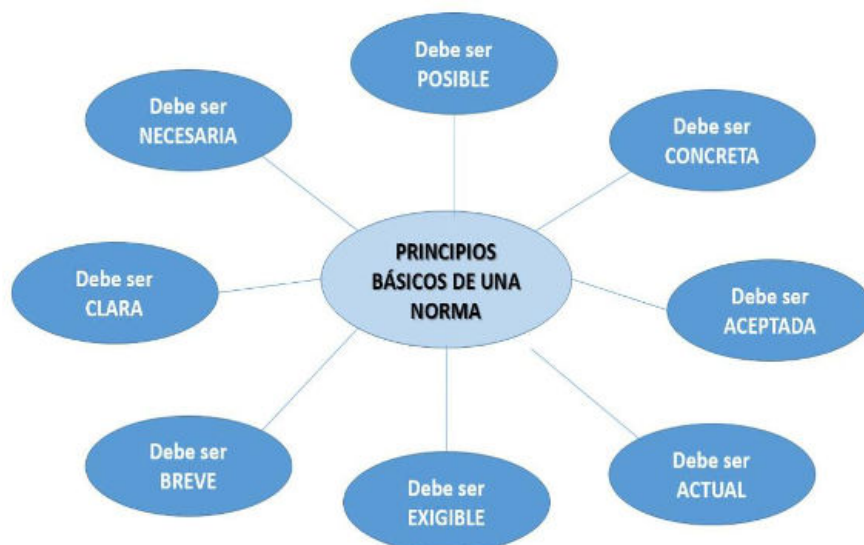 Debe ser
POSIBLE
Debe ser
NECESARIA
Debe ser
CONCRETA
PRINCIPIOS
BÁSICOS DE UNA
NORMA
Debe ser
CLARA
Debe ser
ACEPTADA
Debe ser
BREVE
Debe ser
EXIGIBLE
Debe ser
ACTUAL